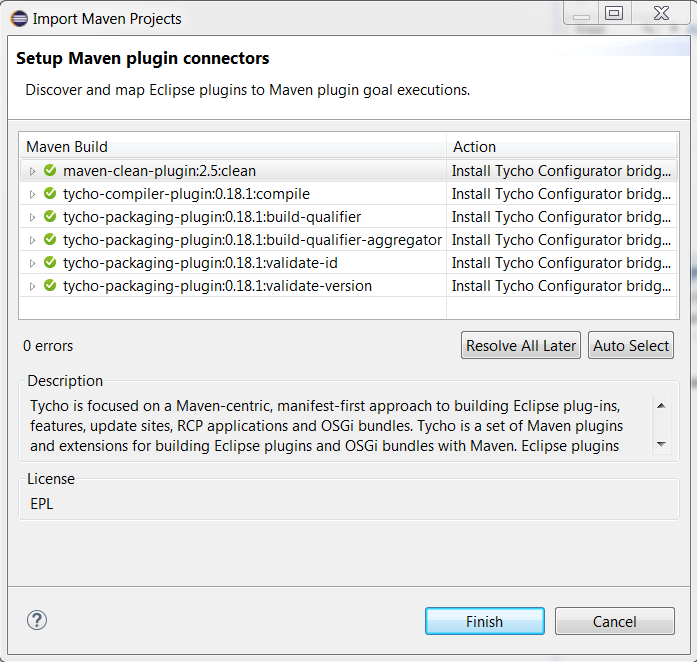 Import Maven Projects
Setup Maven plugin connectors
Discover and map Eclipse plugins to Maven plugin goal executions.
Maven Build Action
maven-clean-plugin:2.5:clean Install Tycho Configurator bridg...
tycho-compiler-plugin:0.18.1:compile Install Tycho Configurator bridg...
tycho-packaging-plugin:0.18.1:build-qualifier Install Tycho Configurator bridg...
tycho-packaging-plugin:0.18.1:build-qualifier-aggregator Install Tycho Configurator bridg...
tycho-packaging-plugin:0.18.1:validate-id Install Tycho Configurator bridg...
tycho-packaging-plugin:0.18.1:validate-version Install Tycho Configurator bridg...
0 errors Resolve All Later Auto Select
Description
Tycho is focused on a Maven-centric, manifest-first approach to building Eclipse plug-ins,
features, update sites, RCP applications and OSGi bundles. Tycho is a set of Maven plugins
and extensions for building Eclipse plugins and OSGi bundles with Maven. Eclipse plugins
License
EPL
? Finish Cancel